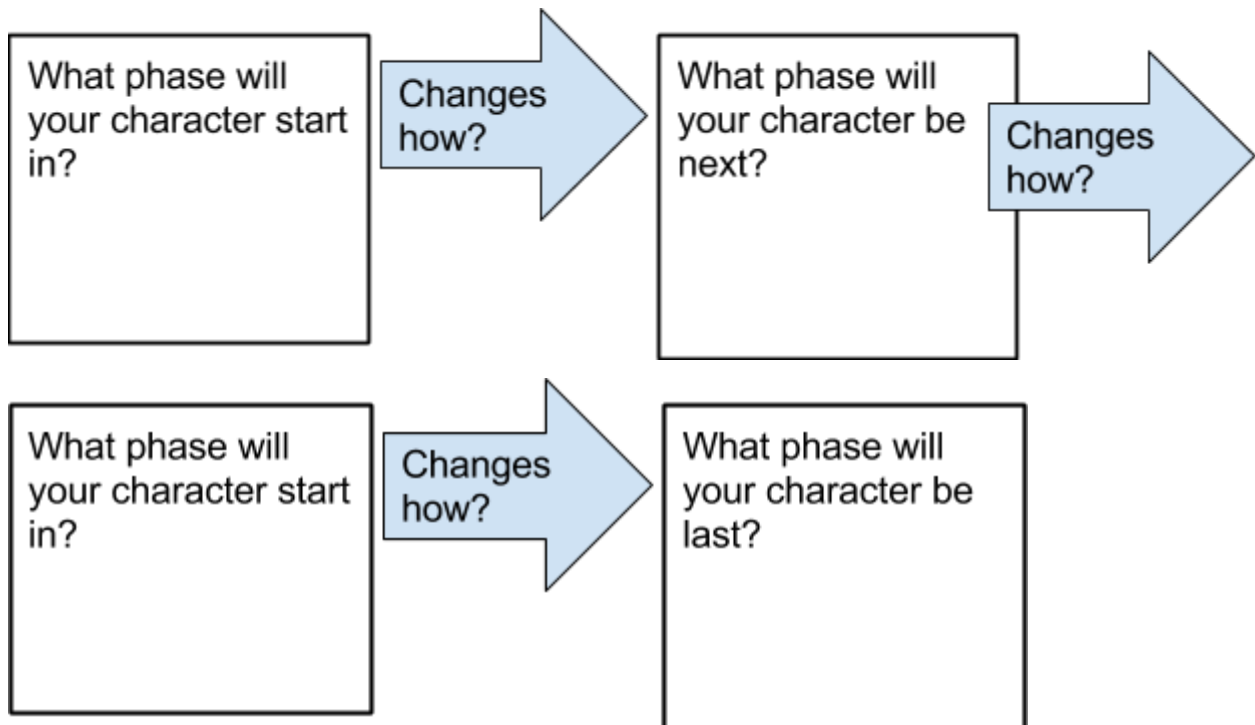 What phase will
your character start
in?
Changes
how?
What phase will
your character be
next?
Changes
how?
What phase will
your character start
in?
Changes
how?
What phase will
your character be
last?